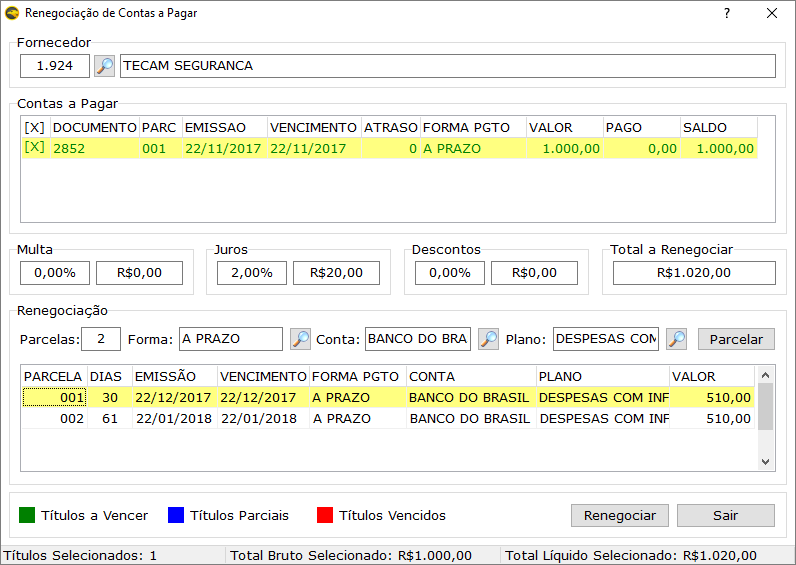 Renegociação de Contas a Pagar ?
Fornecedor
1.924 TECAM SEGURANCA
Contas a Pagar
[X] DOCUMENTO PARC EMISSAO VENCIMENTO ATRASO FORMA PGTO VALOR PAGO SALDO
[X] 2852 001 22/11/2017 22/11/2017 0 A PRAZO 1.000,00 0,00 1.000,00
Multa Juros Descontos Total a Renegociar
0,00% R$0,00 2,00% R$20,00 0,00% R$0,00 R$1.020,00
Renegociação
Parcelas: 2 Forma: A PRAZO Conta: BANCO DO BRA Plano: DESPESAS COM Parcelar
PARCELA DIAS EMISSÃO VENCIMENTO FORMA PGTO CONTA PLANO VALOR
001 30 22/12/2017 22/12/2017 A PRAZO BANCO DO BRASIL DESPESAS COM INF 510,00
002 61 22/01/2018 22/01/2018 A PRAZO BANCO DO BRASIL DESPESAS COM INF 510,00
Títulos a Vencer Títulos Parciais Títulos Vencidos Renegociar Sair
Títulos Selecionados: 1 Total Bruto Selecionado: R$1.000,00 Total Líquido Selecionado: R$1.020,00